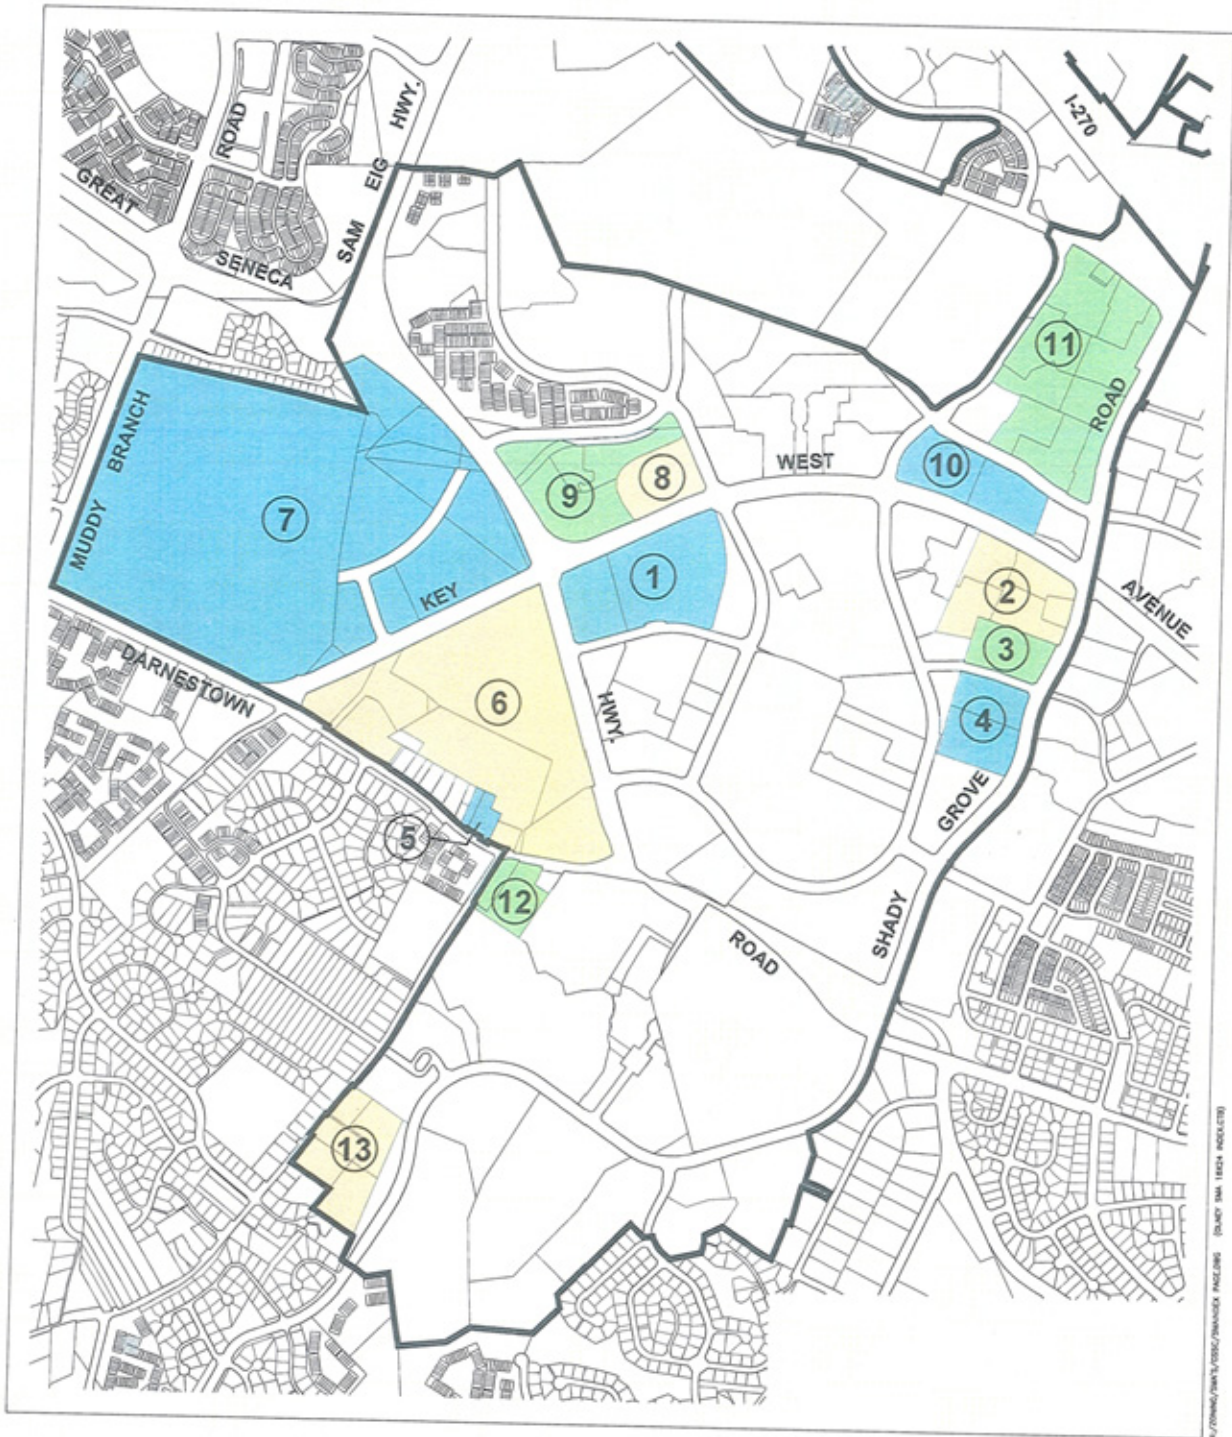 I-270
HWY.
ROAD
EIG
GREAT
SAM
SENECA
11
ROAD
BRANCH
WEST
10
8
9
7
MUDDY
1
2
KEY
AVENUE
3
DARNESTOWN
6
HWY.
4
GROVE
5
12
SHADY
ROAD
13